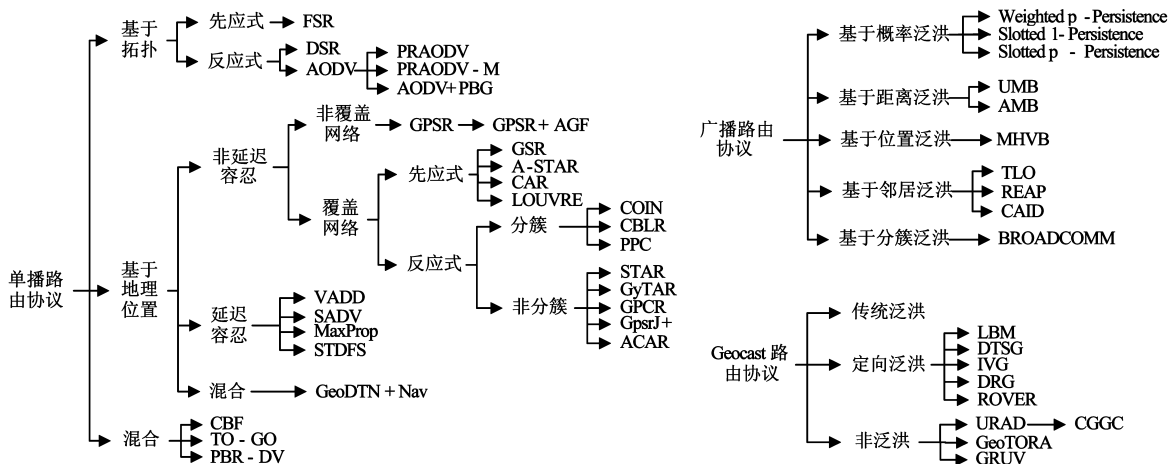 单播路
由协议
基于
拓扑
先应式
FSR
反应式
DSR
AODV
PRAODV
PRAODV - M
AODV+ PBG
基于
地理
位置
非延迟
容忍
非覆盖
网络
GPSR
GPSR + AGF
覆盖
网络
先应式
GSR
A-STAR
CAR
LOUVRE
反应式
分簇
COIN
CBLR
PPC
非分簇
STAR
GyTAR
GPCR
GpsrJ+
ACAR
延迟
容忍
VADD
SADV
MaxProp
STDFS
混合
GeoDTN + Nav
混合
CBF
TO - GO
PBR - DV
广播路由
协议
基于概率泛洪
Weighted p - Persistence
Slotted 1- Persistence
Slotted p - Persistence
基于距离泛洪
UMB
AMB
基于位置泛洪
MHVB
基于邻居泛洪
TLO
REAP
CAID
基于分簇泛洪
BROADCOMM
Geocast 路
由协议
传统泛洪
定向泛洪
LBM
DTSG
IVG
DRG
ROVER
非泛洪
URAD
CGGC
GeoTORA
GRUV